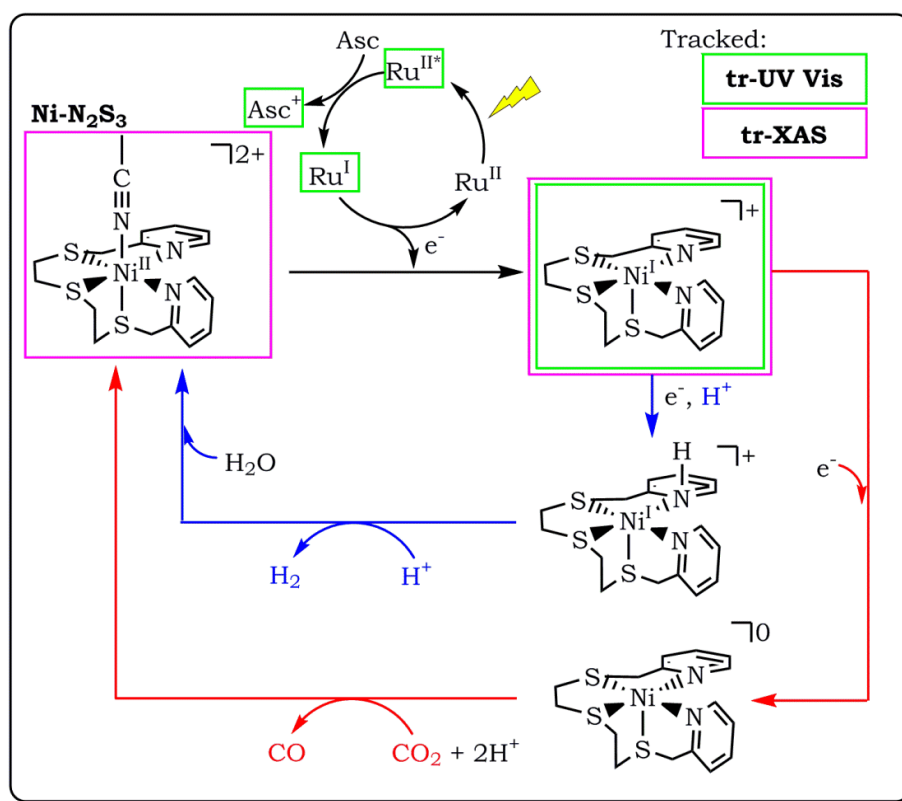 Tracked:
tr-UV Vis
tr-XAS
Asc
Ru^II*
Asc^+
Ru^I
Ru^II
e^-
Ni-N₂S₃
2+
C
N
S
Ni^II
N
S
N
S
+
S
N
Ni^I
S
N
S
e^-, H^+
e^-
H₂O
H
+
S
N
Ni^I
S
N
S
H₂
H^+
0
S
N
Ni
S
N
S
CO
CO₂ + 2H^+